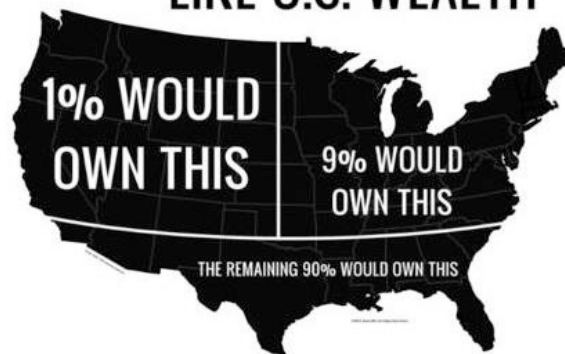 LIKE U.S. WEALTH
1% WOULD
OWN THIS
9% WOULD
OWN THIS
THE REMAINING 90% WOULD OWN THIS